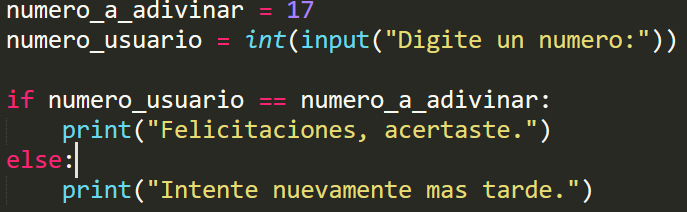 numero_a_adivinar = 17
numero_usuario = int(input("Digite un numero:"))
if numero_usuario == numero_a_adivinar:
    print("Felicitaciones, acertaste.")
else:
    print("Intente nuevamente mas tarde.")